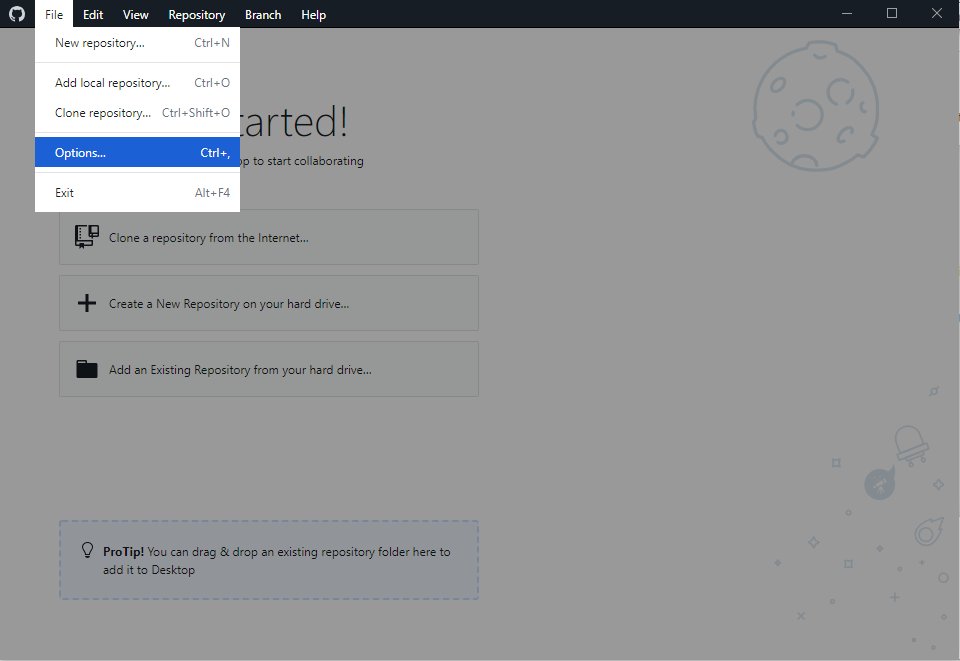 File Edit View Repository Branch Help
New repository... Ctrl+N
Add local repository... Ctrl+O
Clone repository... Ctrl+Shift+O
Options... Ctrl+,
Exit Alt+F4
tarted!
to start collaborating
Clone a repository from the Internet...
Create a New Repository on your hard drive...
Add an Existing Repository from your hard drive...
ProTip! You can drag & drop an existing repository folder here to
add it to Desktop